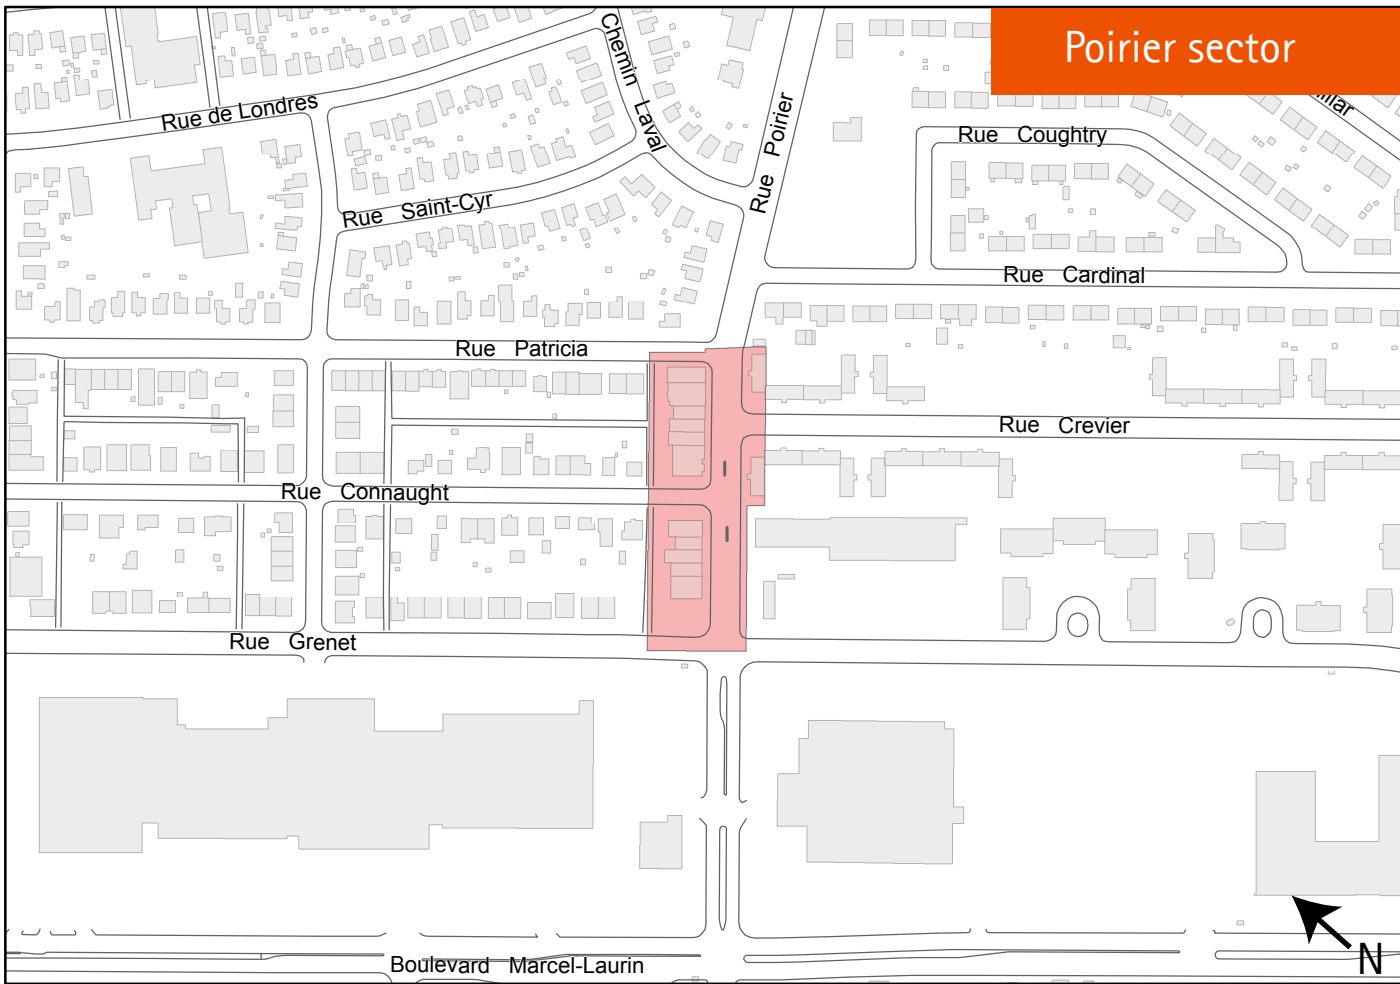 Poirier sector
Chemin Laval
Rue de Londres
Rue Poirier
Rue Coughtry
Rue Saint-Cyr
Rue Cardinal
Rue Patricia
Rue Crevier
Rue Connaught
Rue Grenet
Boulevard Marcel-Laurin
N